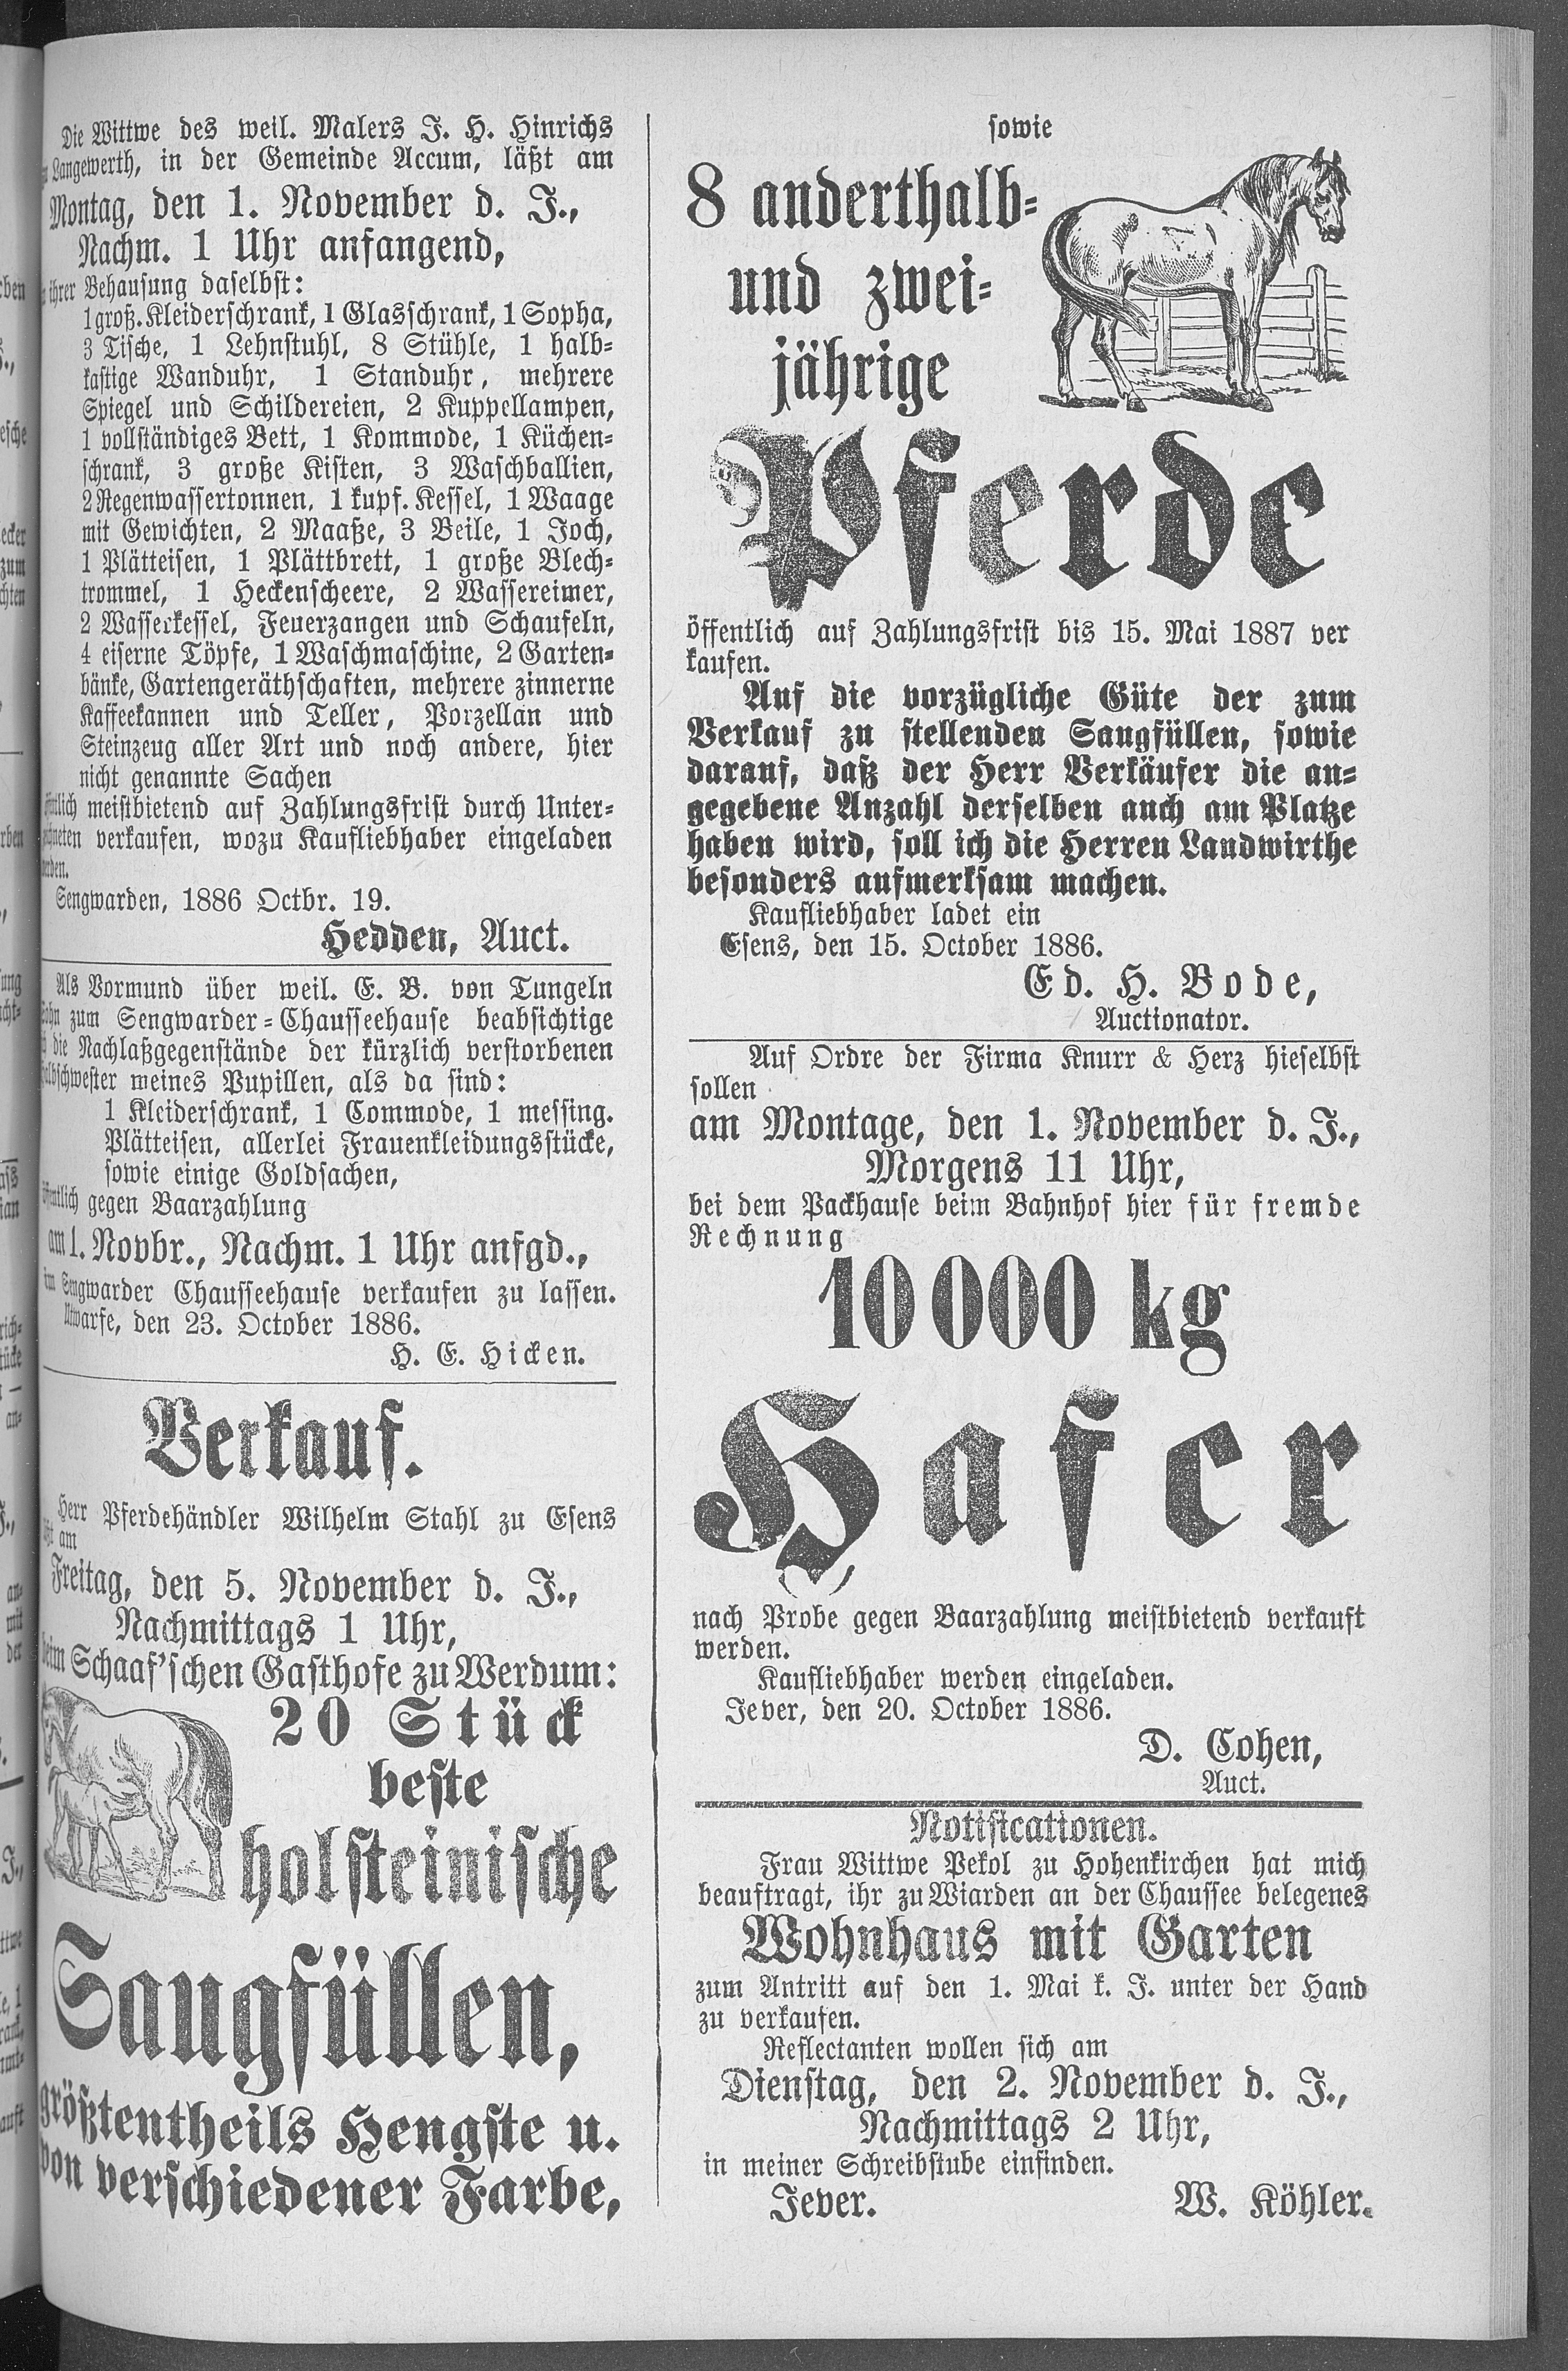 Die Wittwe des weil. Malers J. H. Hinrichs
Langewerth, in der Gemeinde Accum, läßt am
Montag, den 1. November d. J.,
Nachm. 1 Uhr anfangend,
ihrer Behausung daselbst:
1 groß. Kleiderschrank, 1 Glasschrank, 1 Sopha,
3 Tische, 1 Lehnstuhl, 8 Stühle, 1 halb-
kastige Wanduhr, 1 Standuhr, mehrere
Spiegel und Schildereien, 2 Kuppellampen,
1 vollständiges Bett, 1 Kommode, 1 Küchen-
schrank, 3 große Kisten, 3 Waschballien,
2 Regenwassertonnen, 1 kupf. Kessel, 1 Waage
mit Gewichten, 2 Maaße, 3 Beile, 1 Joch,
1 Plätteisen, 1 Plättbrett, 1 große Blech-
trommel, 1 Heckenscheere, 2 Wassereimer,
2 Wasserkessel, Feuerzangen und Schaufeln,
4 eiserne Töpfe, 1 Waschmaschine, 2 Garten-
bänke, Gartengeräthschaften, mehrere zinnerne
Kaffeekannen und Teller, Porzellan und
Steinzeug aller Art und noch andere, hier
nicht genannte Sachen
meistbietend auf Zahlungsfrist durch Unter-
verkaufen, wozu Kaufliebhaber eingeladen
Sengwarden, 1886 Octbr. 19.
Hedden, Auct.
Als Vormund über weil. E. B. von Tungeln
zum Sengwarder-Chausseehause beabsichtige
die Nachlaßgegenstände der kürzlich verstorbenen
meines Pupillen, als da sind:
1 Kleiderschrank, 1 Commode, 1 messing.
Plätteisen, allerlei Frauenkleidungsstücke,
sowie einige Goldsachen,
öffentlich gegen Baarzahlung
am 1. Novbr., Nachm. 1 Uhr anfgd.,
im Sengwarder Chausseehause verkaufen zu lassen.
Utwarfe, den 23. October 1886.
H. E. Hicken.
Verkauf.
Herr Pferdehändler Wilhelm Stahl zu Esens
am
Freitag, den 5. November d. J.,
Nachmittags 1 Uhr,
beim Schaaf'schen Gasthofe zu Werdum:
20 Stück
beste
holsteinische
Saugfüllen,
größtentheils Hengste u.
von verschiedener Farbe,
sowie
8 anderthalb-
und zwei-
jährige
Pferde
öffentlich auf Zahlungsfrist bis 15. Mai 1887 ver
kaufen.
Auf die vorzügliche Güte der zum
Verkauf zu stellenden Saugfüllen, sowie
darauf, daß der Herr Verkäufer die an-
gegebene Anzahl derselben auch am Platze
haben wird, soll ich die Herren Landwirthe
besonders aufmerksam machen.
Kaufliebhaber ladet ein
Esens, den 15. October 1886.
Ed. H. Bode,
Auctionator.
Auf Ordre der Firma Knurr & Herz hieselbst
sollen
am Montage, den 1. November d. J.,
Morgens 11 Uhr,
bei dem Packhause beim Bahnhof hier für fremde
Rechnung
10 000 kg
Hafer
nach Probe gegen Baarzahlung meistbietend verkauft
werden.
Kaufliebhaber werden eingeladen.
Jever, den 20. October 1886.
D. Cohen,
Auct.
Notificationen.
Frau Wittwe Pekol zu Hohenkirchen hat mich
beauftragt, ihr zu Wiarden an der Chaussee belegenes
Wohnhaus mit Garten
zum Antritt auf den 1. Mai k. J. unter der Hand
zu verkaufen.
Reflectanten wollen sich am
Dienstag, den 2. November d. J.,
Nachmittags 2 Uhr,
in meiner Schreibstube einfinden.
Jever. W. Köhler.